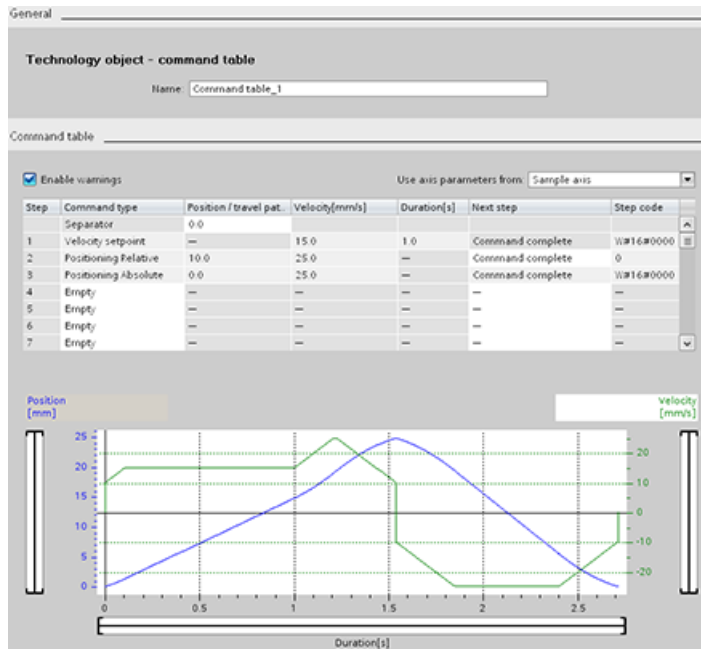 General
Technology object - command table
Name: Command table_1
Command table
Enable warnings Use axis parameters from: Sample axis
Step Command type Position / travel pat.. Velocity[mm/s] Duration[s] Next step Step code
Separator 0.0
1 Velocity setpoint — 15.0 1.0 Command complete W#16#0000
2 Positioning Relative 10.0 25.0 — Command complete 0
3 Positioning Absolute 0.0 25.0 — Command complete W#16#0000
4 Empty — — — — —
5 Empty — — — — —
6 Empty — — — — —
7 Empty — — — — —
Position
[mm]
Velocity
[mm/s]
25
20
15
10
5
0
20
10
0
-10
-20
0 0.5 1 1.5 2 2.5
Duration[s]